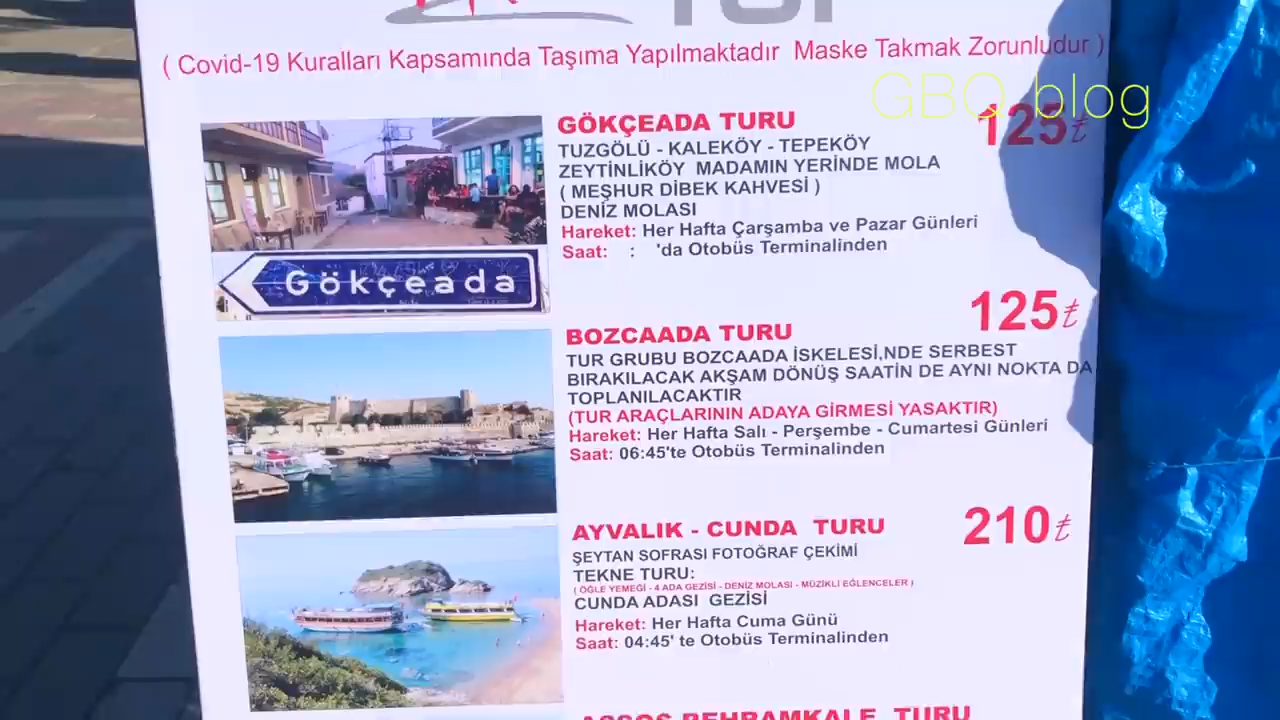 TUR
( Covid-19 Kuralları Kapsamında Taşıma Yapılmaktadır Maske Takmak Zorunludur )
GBQ blog
GÖKÇEADA TURU
125₺
TUZGÖLÜ - KALEKÖY - TEPEKÖY
ZEYTİNLİKÖY MADAMIN YERİNDE MOLA
( MEŞHUR DİBEK KAHVESİ )
DENİZ MOLASI
Hareket: Her Hafta Çarşamba ve Pazar Günleri
Saat: : 'da Otobüs Terminalinden
Gökçeada
BOZCAADA TURU
125₺
TUR GRUBU BOZCAADA İSKELESİ,NDE SERBEST
BIRAKILACAK AKŞAM DÖNÜŞ SAATİN DE AYNI NOKTA DA
TOPLANILACAKTIR
(TUR ARAÇLARININ ADAYA GİRMESİ YASAKTIR)
Hareket: Her Hafta Salı - Perşembe - Cumartesi Günleri
Saat: 06:45'te Otobüs Terminalinden
AYVALIK - CUNDA TURU
210₺
ŞEYTAN SOFRASI FOTOĞRAF ÇEKİMİ
TEKNE TURU:
( ÖĞLE YEMEĞİ - 4 ADA GEZİSİ - DENİZ MOLASI - MÜZİKLİ EĞLENCELER )
CUNDA ADASI GEZİSİ
Hareket: Her Hafta Cuma Günü
Saat: 04:45' te Otobüs Terminalinden
ASSOS BEHRAMKALE TURU